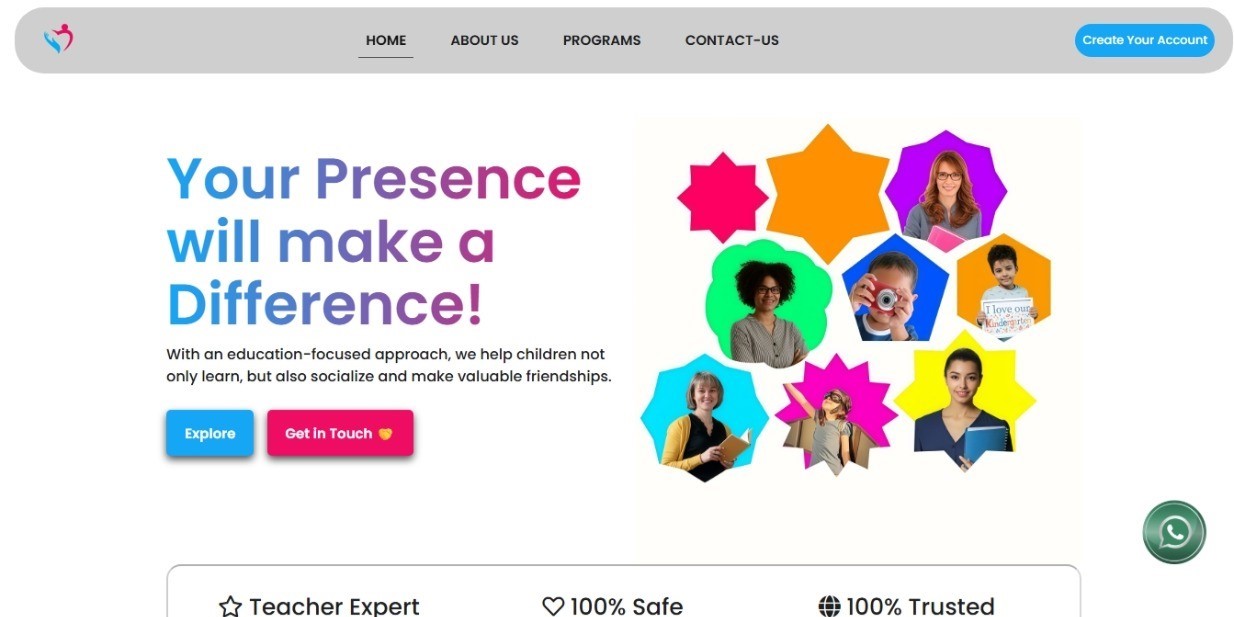 HOME
ABOUT US
PROGRAMS
CONTACT-US
Create Your Account
Your Presence
will make a
Difference!
With an education-focused approach, we help children not
only learn, but also socialize and make valuable friendships.
Explore
Get in Touch
I love our
Kindergarten
Teacher Expert
100% Safe
100% Trusted